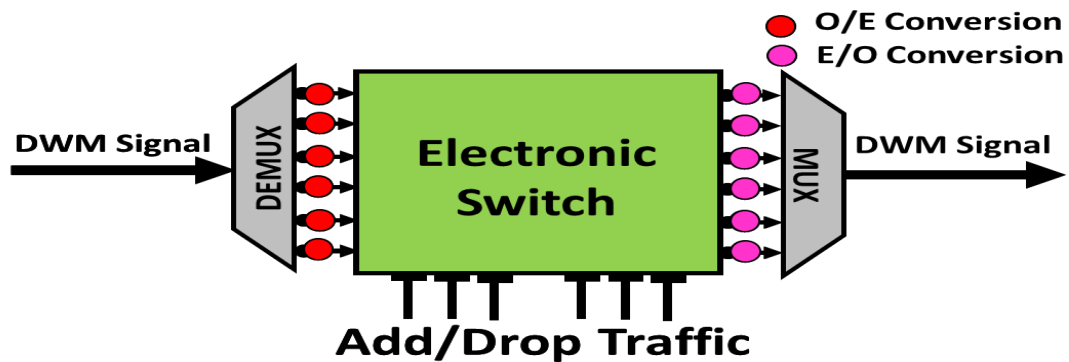 O/E Conversion
E/O Conversion
DWM Signal
DEMUX
Electronic
Switch
MUX
DWM Signal
Add/Drop Traffic